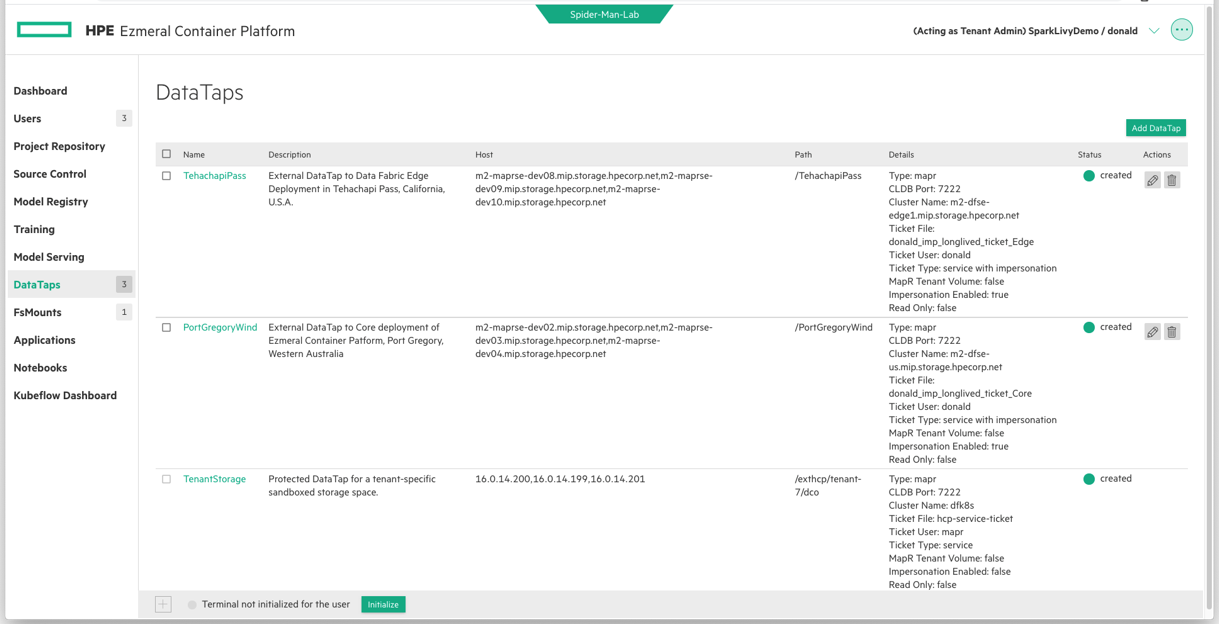 Spider-Man-Lab
HPE Ezmeral Container Platform
(Acting as Tenant Admin) SparkLivyDemo / donald
Dashboard
Users 3
Project Repository
Source Control
Model Registry
Training
Model Serving
DataTaps 3
FsMounts 1
Applications
Notebooks
Kubeflow Dashboard
DataTaps
Add DataTap
Name Description Host Path Details Status Actions
TehachapiPass
External DataTap to Data Fabric Edge
Deployment in Tehachapi Pass, California,
U.S.A.
m2-maprse-dev08.mip.storage.hpecorp.net,m2-maprse-
dev09.mip.storage.hpecorp.net,m2-maprse-
dev10.mip.storage.hpecorp.net
/TehachapiPass
Type: mapr
CLDB Port: 7222
Cluster Name: m2-dfse-
edge1.mip.storage.hpecorp.net
Ticket File:
donald_imp_longlived_ticket_Edge
Ticket User: donald
Ticket Type: service with impersonation
MapR Tenant Volume: false
Impersonation Enabled: true
Read Only: false
created
PortGregoryWind
External DataTap to Core deployment of
Ezmeral Container Patform, Port Gregory,
Western Australia
m2-maprse-dev02.mip.storage.hpecorp.net,m2-maprse-
dev03.mip.storage.hpecorp.net,m2-maprse-
dev04.mip.storage.hpecorp.net
/PortGregoryWind
Type: mapr
CLDB Port: 7222
Cluster Name: m2-dfse-
us.mip.storage.hpecorp.net
Ticket File:
donald_imp_longlived_ticket_Core
Ticket User: donald
Ticket Type: service with impersonation
MapR Tenant Volume: false
Impersonation Enabled: true
Read Only: false
created
TenantStorage
Protected DataTap for a tenant-specific
sandboxed storage space.
16.0.14.200,16.0.14.199,16.0.14.201
/exthcp/tenant-
7/dco
Type: mapr
CLDB Port: 7222
Cluster Name: dfk8s
Ticket File: hcp-service-ticket
Ticket User: mapr
Ticket Type: service
MapR Tenant Volume: false
Impersonation Enabled: false
Read Only: false
created
Terminal not initialized for the user Initialize